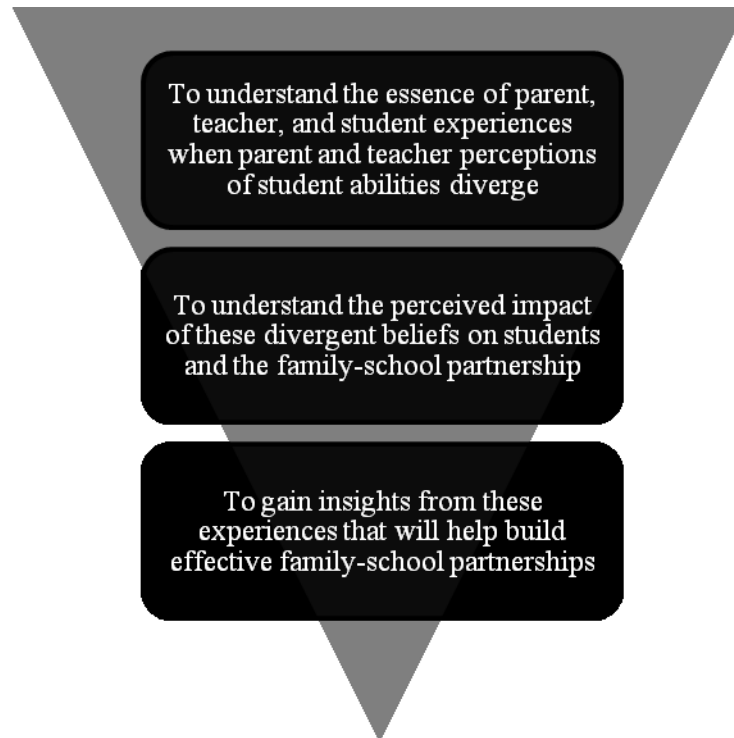 To understand the essence of parent,
teacher, and student experiences
when parent and teacher perceptions
of student abilities diverge
To understand the perceived impact
of these divergent beliefs on students
and the family-school partnership
To gain insights from these
experiences that will help build
effective family-school partnerships